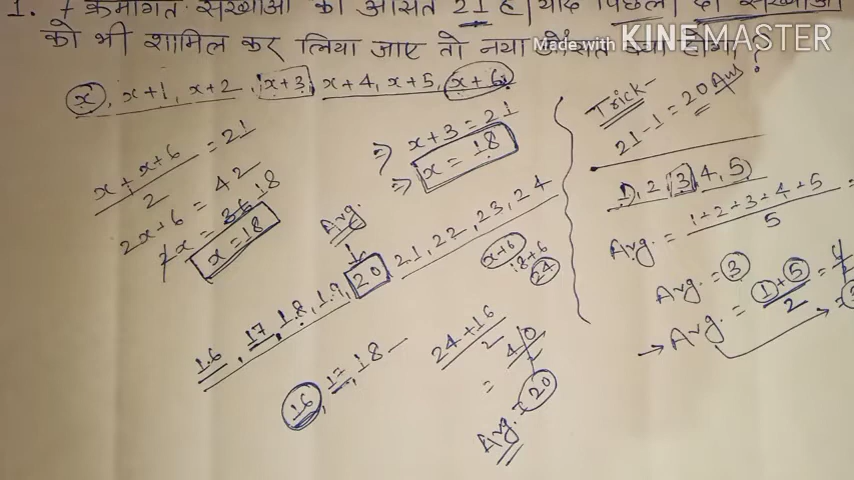 1. 7 क्रमागत संख्याओं का औसत 21 है। यदि पिछली दो संख्याओं
को भी शामिल कर लिया जाए तो नया औसत क्या होगा?
Made with KINEMASTER
x, x+1, x+2, x+3, x+4, x+5, x+6
x+x+6/2 = 21
2x+6 = 42
2x = 36 18
x=18
⇒ x+3=21
⇒ x = 18
Trick-
21-1=20 Ans
1, 2, 3, 4, 5
Avg. = 1+2+3+4+5/5 =
Avg. = 3
→ Avg. = 1+5/2 =
Avg.
16, 17, 18, 19, 20, 21, 22, 23, 24
x+6
18+6
24
16, 17, 18
24+16/2
= 40/2
Avg. = 20